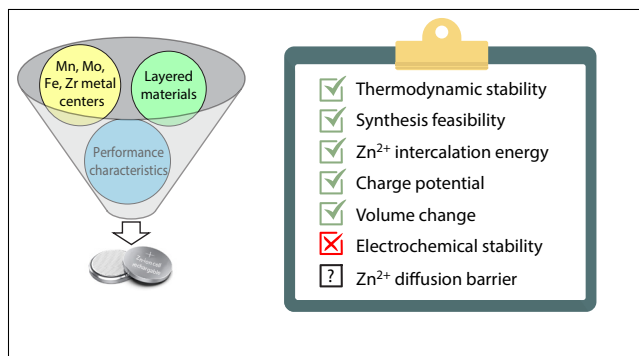 Mn, Mo,
Fe, Zr metal
centers
Layered
materials
Performance
characteristics
Thermodynamic stability
Synthesis feasibility
Zn²⁺ intercalation energy
Charge potential
Volume change
Electrochemical stability
? Zn²⁺ diffusion barrier